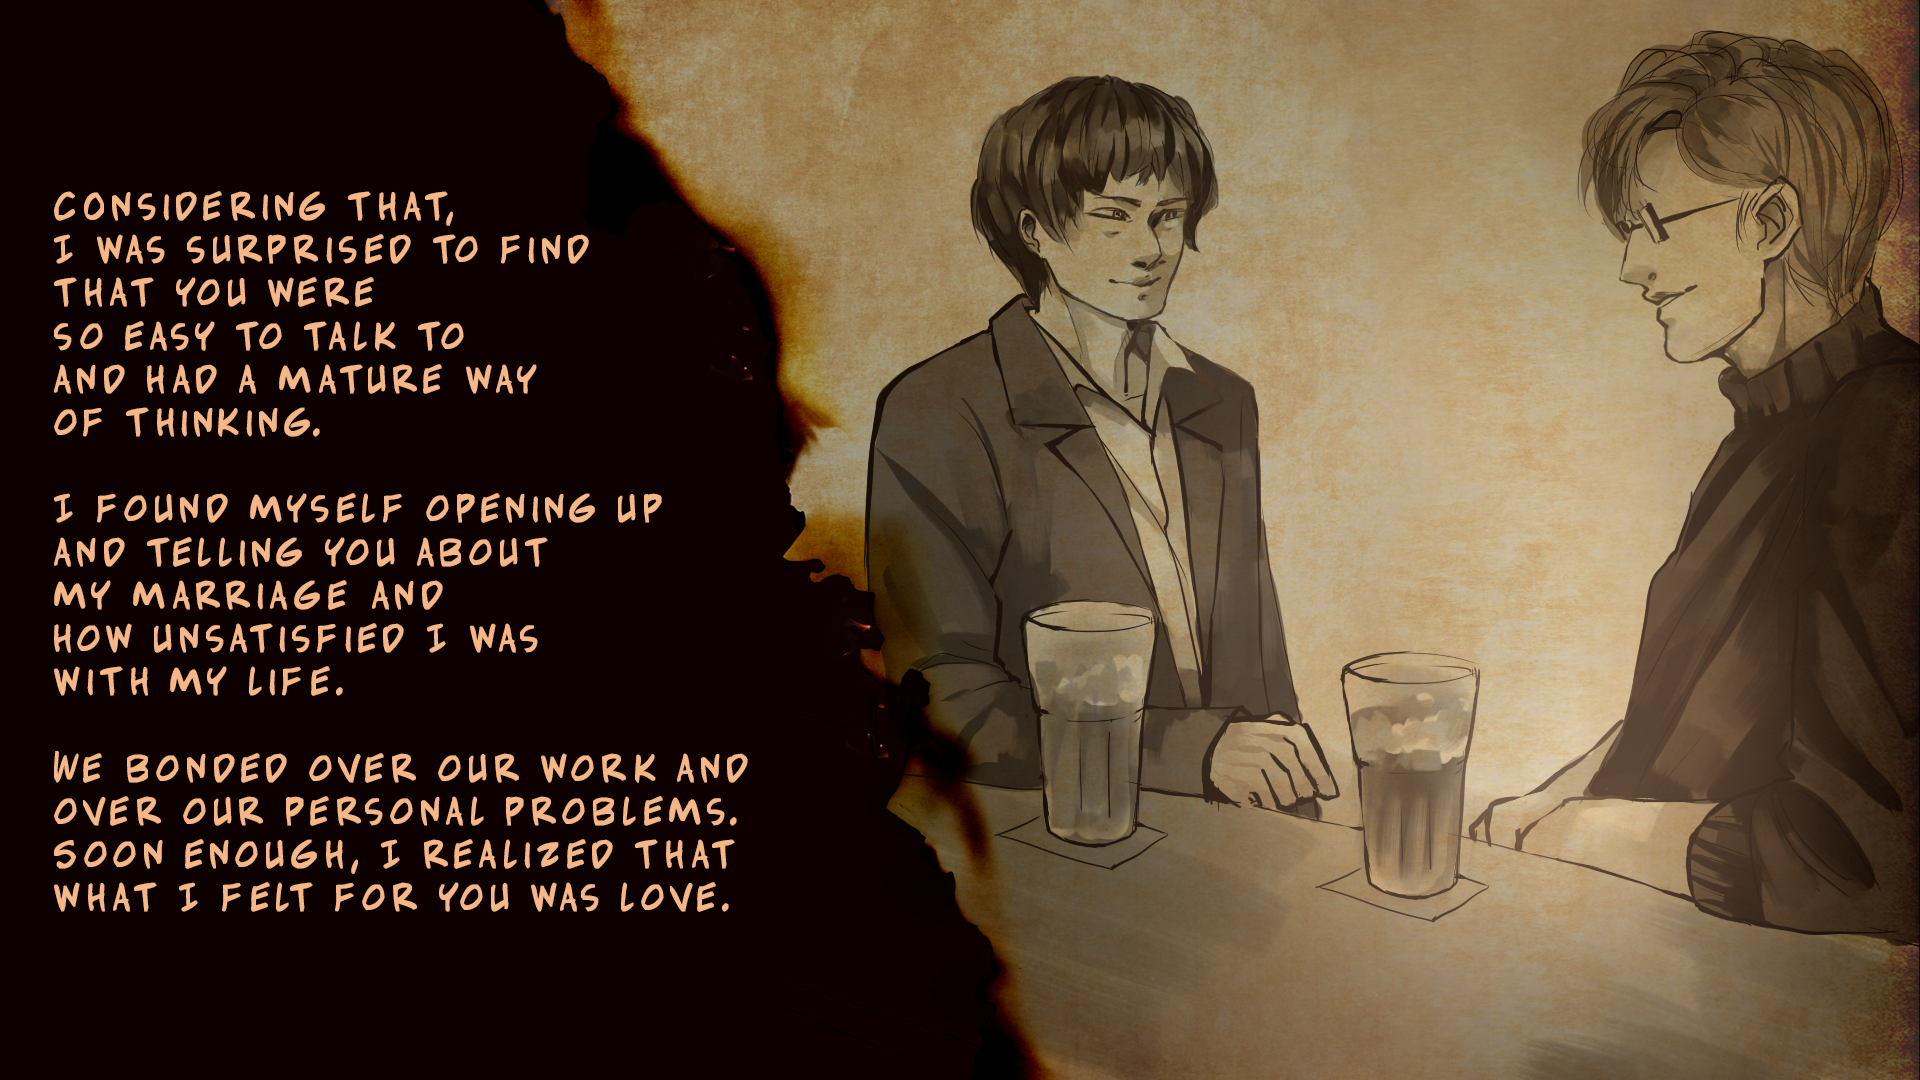 CONSIDERING THAT,
I WAS SURPRISED TO FIND
THAT YOU WERE
SO EASY TO TALK TO
AND HAD A MATURE WAY
OF THINKING.
I FOUND MYSELF OPENING UP
AND TELLING YOU ABOUT
MY MARRIAGE AND
HOW UNSATISFIED I WAS
WITH MY LIFE.
WE BONDED OVER OUR WORK AND
OVER OUR PERSONAL PROBLEMS.
SOON ENOUGH, I REALIZED THAT
WHAT I FELT FOR YOU WAS LOVE.